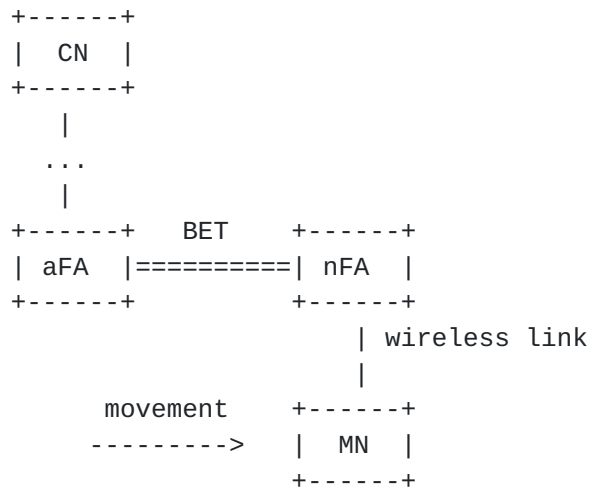 CN
...
BET
aFA nFA
wireless link
movement
MN